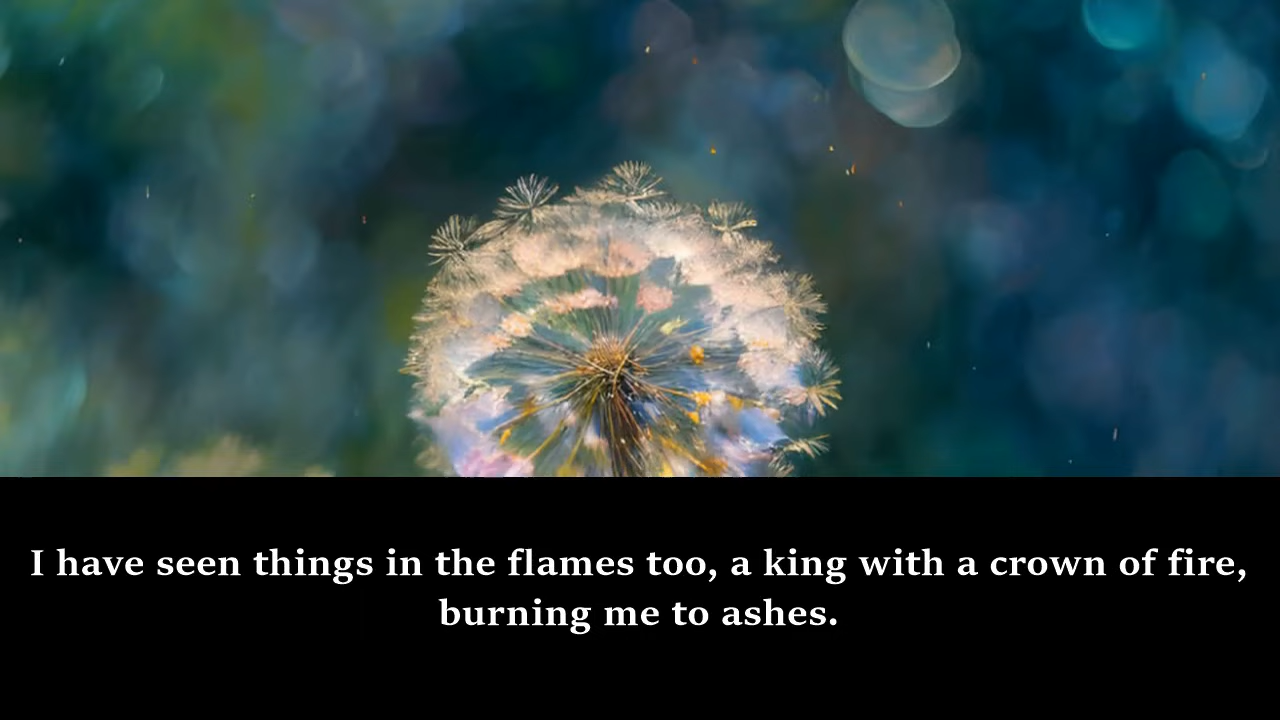 I have seen things in the flames too, a king with a crown of fire,
burning me to ashes.